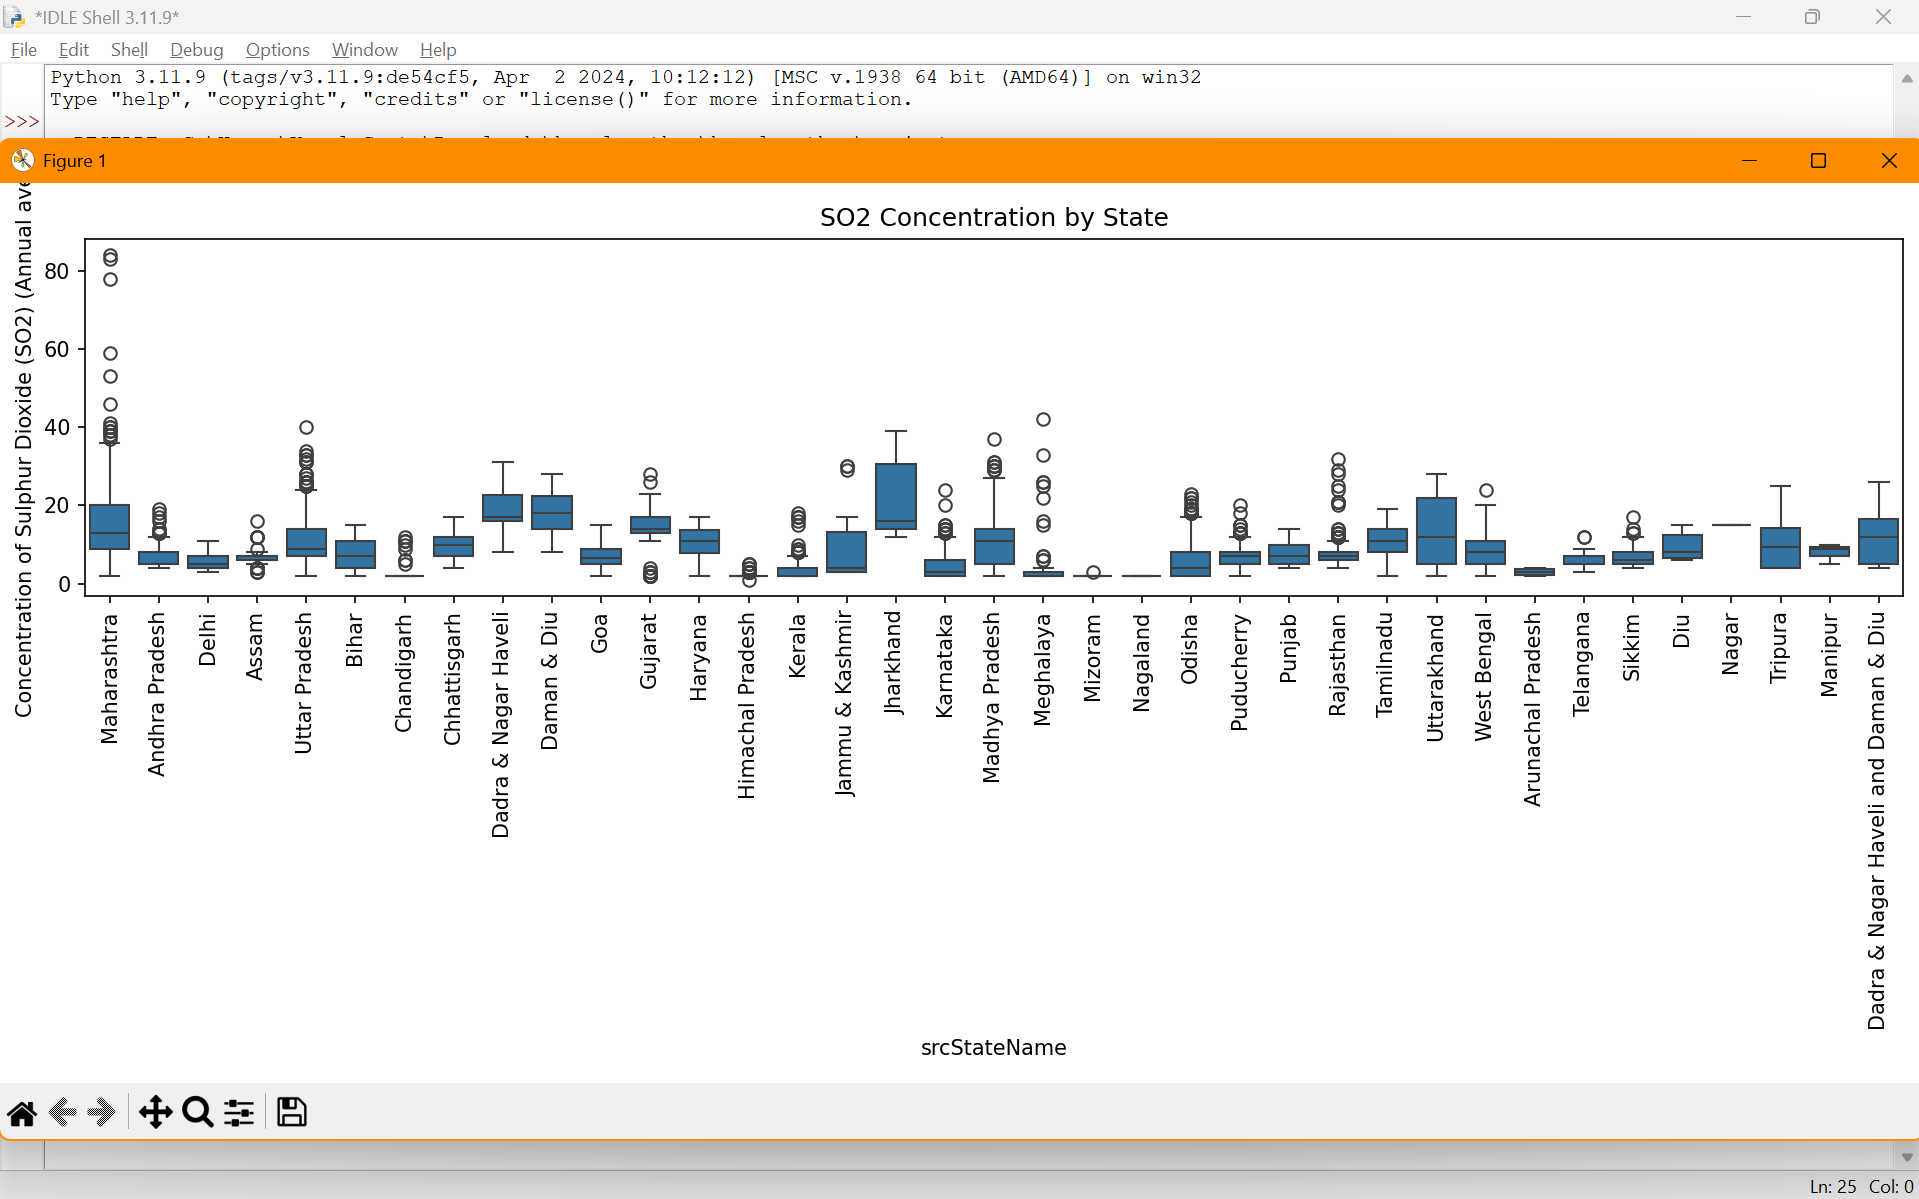 *IDLE Shell 3.11.9*
File Edit Shell Debug Options Window Help
Python 3.11.9 (tags/v3.11.9:de54cf5, Apr  2 2024, 10:12:12) [MSC v.1938 64 bit (AMD64)] on win32
Type "help", "copyright", "credits" or "license()" for more information.
>>>
Figure 1
SO2 Concentration by State
Concentration of Sulphur Dioxide (SO2) (Annual ave
80
60
40
20
0
Maharashtra
Andhra Pradesh
Delhi
Assam
Uttar Pradesh
Bihar
Chandigarh
Chhattisgarh
Dadra & Nagar Haveli
Daman & Diu
Goa
Gujarat
Haryana
Himachal Pradesh
Kerala
Jammu & Kashmir
Jharkhand
Karnataka
Madhya Pradesh
Meghalaya
Mizoram
Nagaland
Odisha
Puducherry
Punjab
Rajasthan
Tamilnadu
Uttarakhand
West Bengal
Arunachal Pradesh
Telangana
Sikkim
Diu
Nagar
Tripura
Manipur
Dadra & Nagar Haveli and Daman & Diu
srcStateName
Ln: 25 Col: 0